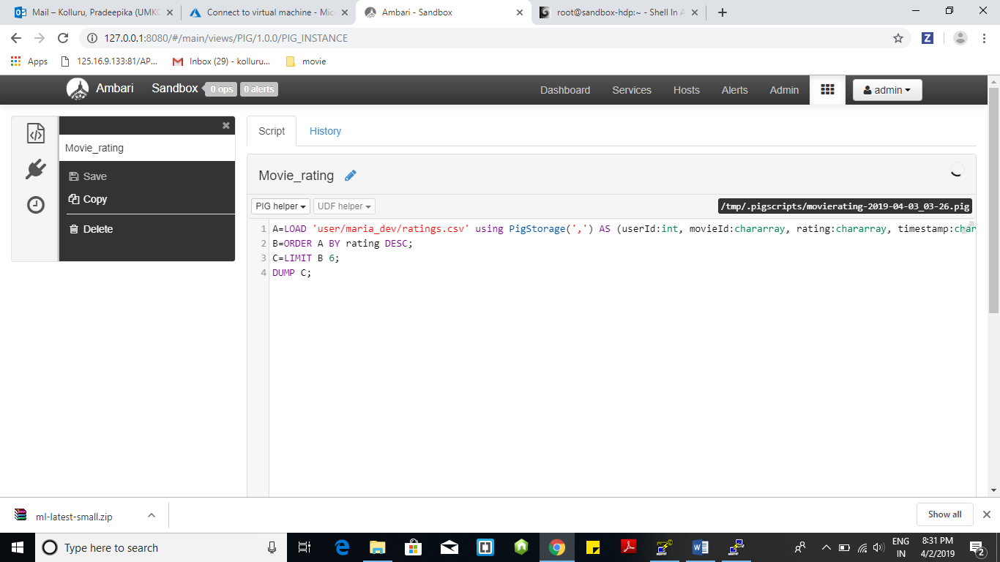 Mail – Kolluru, Pradeepika (UMKC
Connect to virtual machine - Mic
Ambari - Sandbox
root@sandbox-hdp:~ - Shell In A
127.0.0.1:8080/#/main/views/PIG/1.0.0/PIG_INSTANCE
Apps
125.16.9.133:81/AP...
Inbox (29) - kolluru...
movie
Ambari
Sandbox
0 ops
0 alerts
Dashboard
Services
Hosts
Alerts
Admin
admin
Movie_rating
Save
Copy
Delete
Script
History
Movie_rating
PIG helper
UDF helper
/tmp/.pigscripts/movierating-2019-04-03_03-26.pig
1 A=LOAD 'user/maria_dev/ratings.csv' using PigStorage(',') AS (userId:int, movieId:chararray, rating:chararray, timestamp:char
2 B=ORDER A BY rating DESC;
3 C=LIMIT B 6;
4 DUMP C;
ml-latest-small.zip
Show all
Type here to search
ENG
IN
8:31 PM
4/2/2019
2